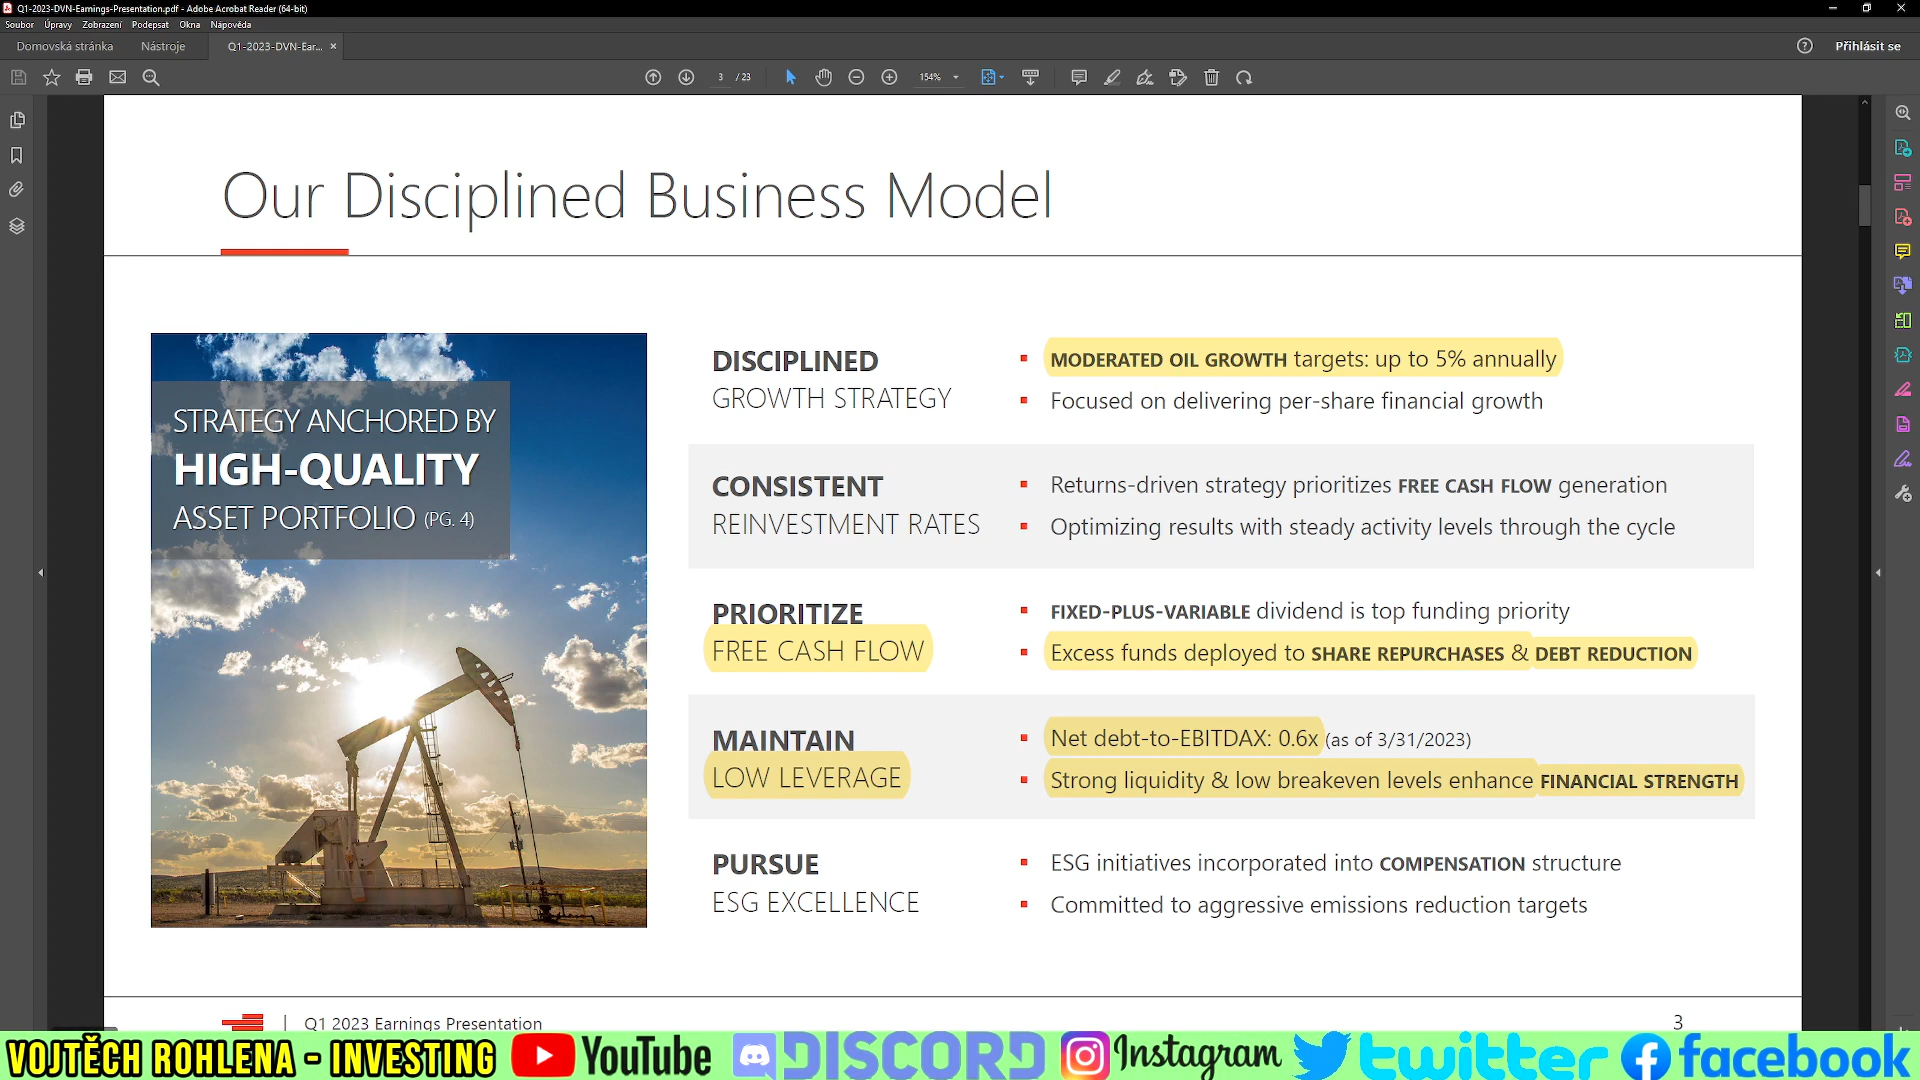 Q1-2023-DVN-Earnings-Presentation.pdf - Adobe Acrobat Reader (64-bit)
Soubor Úpravy Zobrazení Podepsat Okna Nápověda
Domovská stránka Nástroje Q1-2023-DVN-Ear... × Přihlásit se
3 / 23 154%
Our Disciplined Business Model
STRATEGY ANCHORED BY
HIGH-QUALITY
ASSET PORTFOLIO (PG. 4)
DISCIPLINED
GROWTH STRATEGY
MODERATED OIL GROWTH targets: up to 5% annually
Focused on delivering per-share financial growth
CONSISTENT
REINVESTMENT RATES
Returns-driven strategy prioritizes FREE CASH FLOW generation
Optimizing results with steady activity levels through the cycle
PRIORITIZE
FREE CASH FLOW
FIXED-PLUS-VARIABLE dividend is top funding priority
Excess funds deployed to SHARE REPURCHASES & DEBT REDUCTION
MAINTAIN
LOW LEVERAGE
Net debt-to-EBITDAX: 0.6x (as of 3/31/2023)
Strong liquidity & low breakeven levels enhance FINANCIAL STRENGTH
PURSUE
ESG EXCELLENCE
ESG initiatives incorporated into COMPENSATION structure
Committed to aggressive emissions reduction targets
Q1 2023 Earnings Presentation
3
VOJTĚCH ROHLENA - INVESTING YouTube DISCORD Instagram twitter facebook